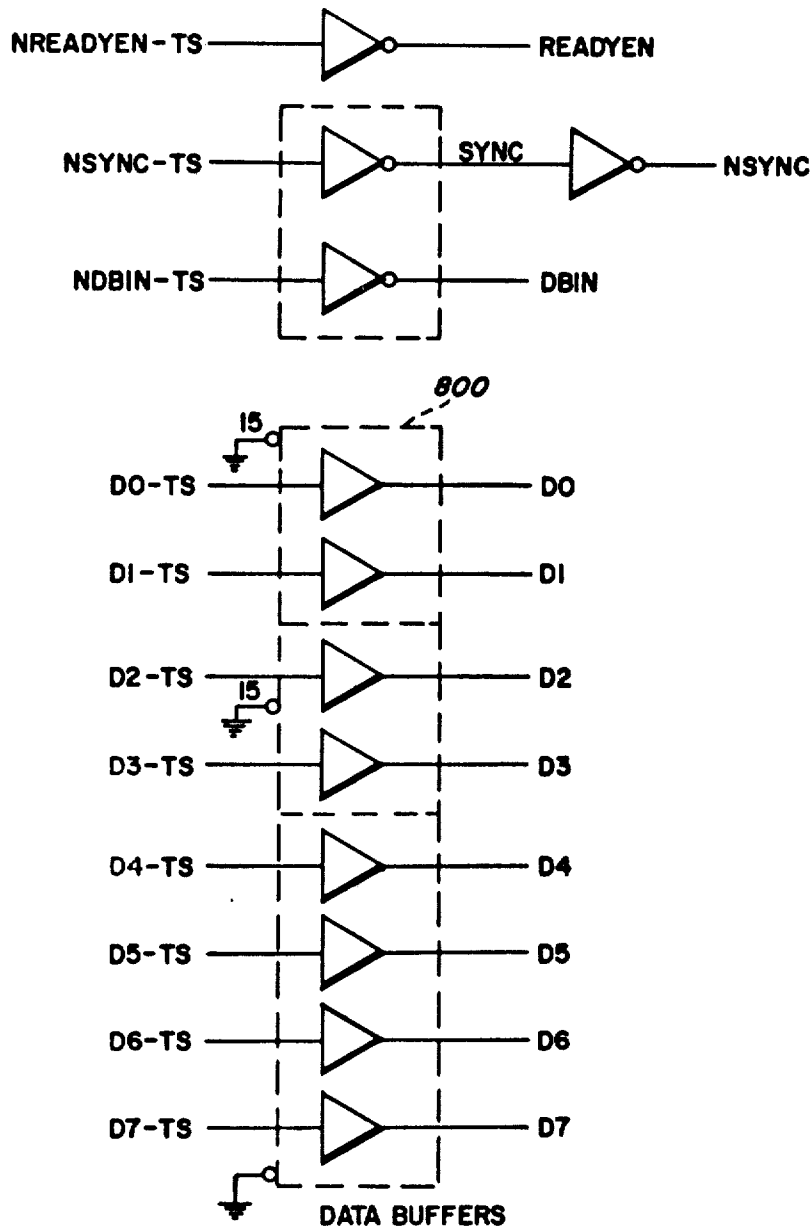 NREADYEN-TS READYEN
NSYNC-TS SYNC NSYNC
NDBIN-TS DBIN
800
15
D0-TS D0
D1-TS D1
D2-TS D2
15
D3-TS D3
D4-TS D4
D5-TS D5
D6-TS D6
D7-TS D7
DATA BUFFERS